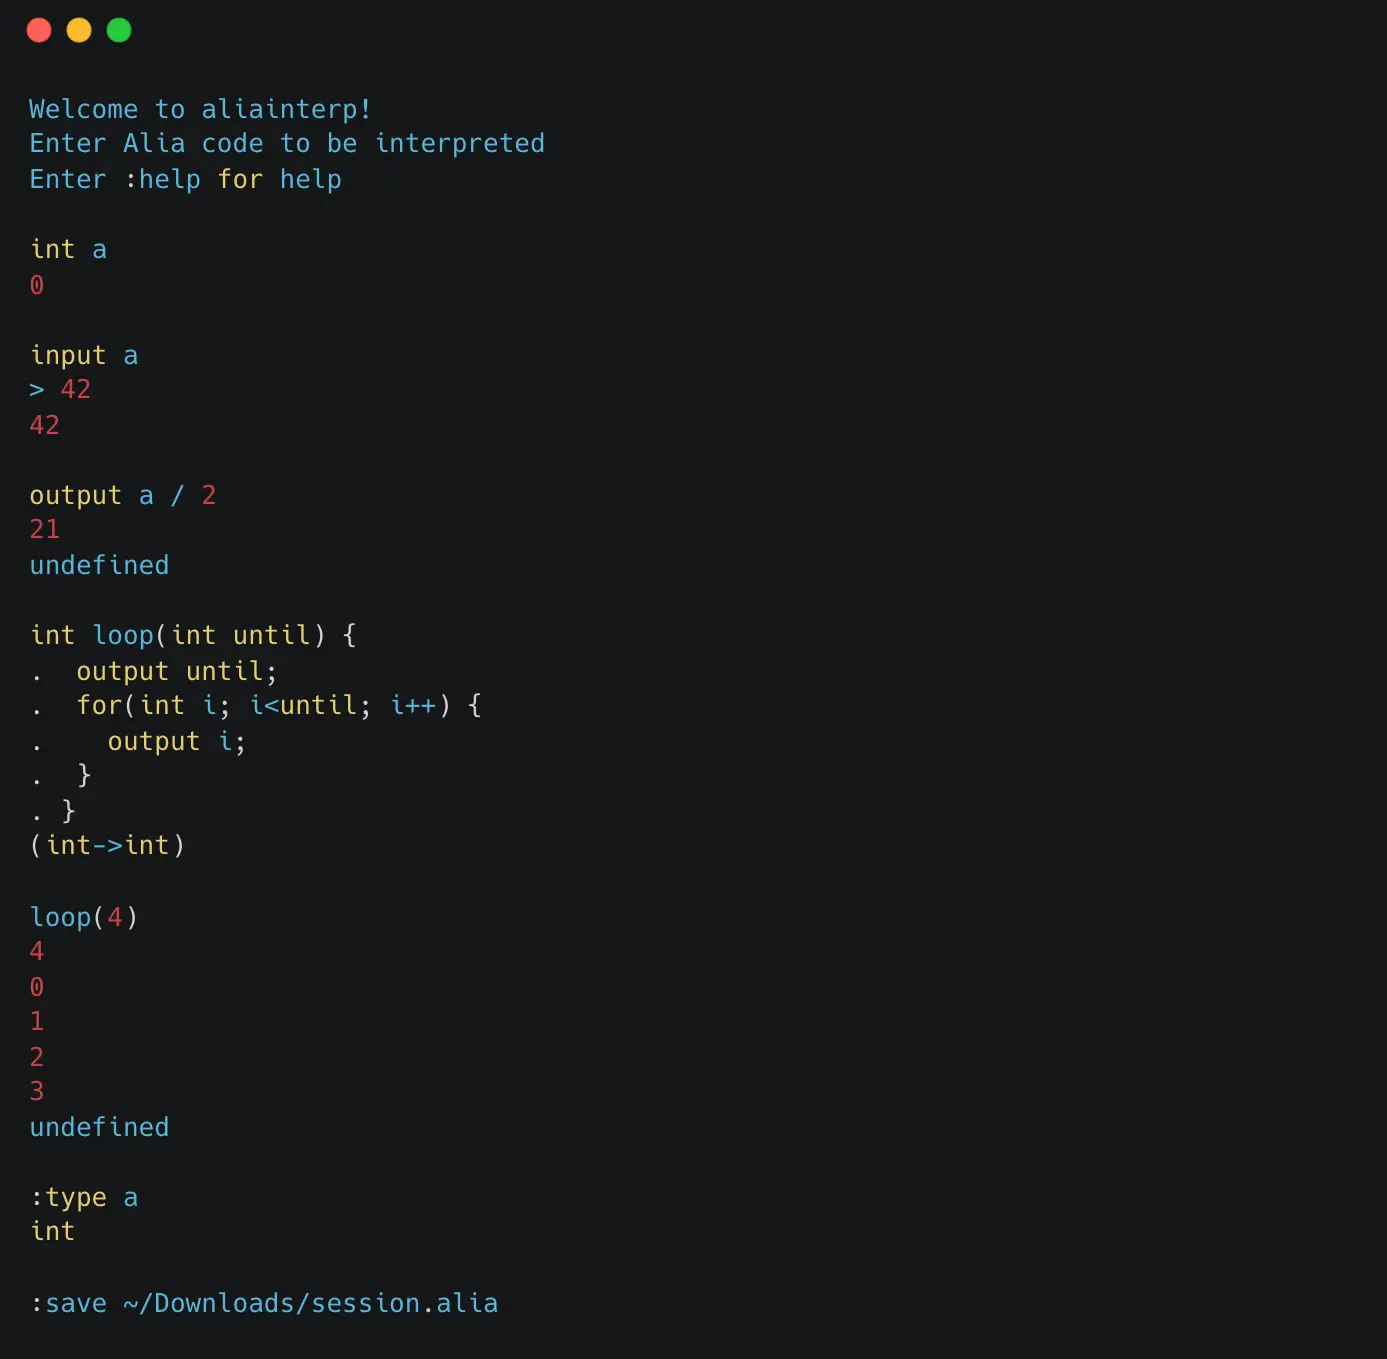 Welcome to aliainterp!
Enter Alia code to be interpreted
Enter :help for help
int a
0
input a
> 42
42
output a / 2
21
undefined
int loop(int until) {
.  output until;
.  for(int i; i<until; i++) {
.    output i;
.  }
. }
(int->int)
loop(4)
4
0
1
2
3
undefined
:type a
int
:save ~/Downloads/session.alia